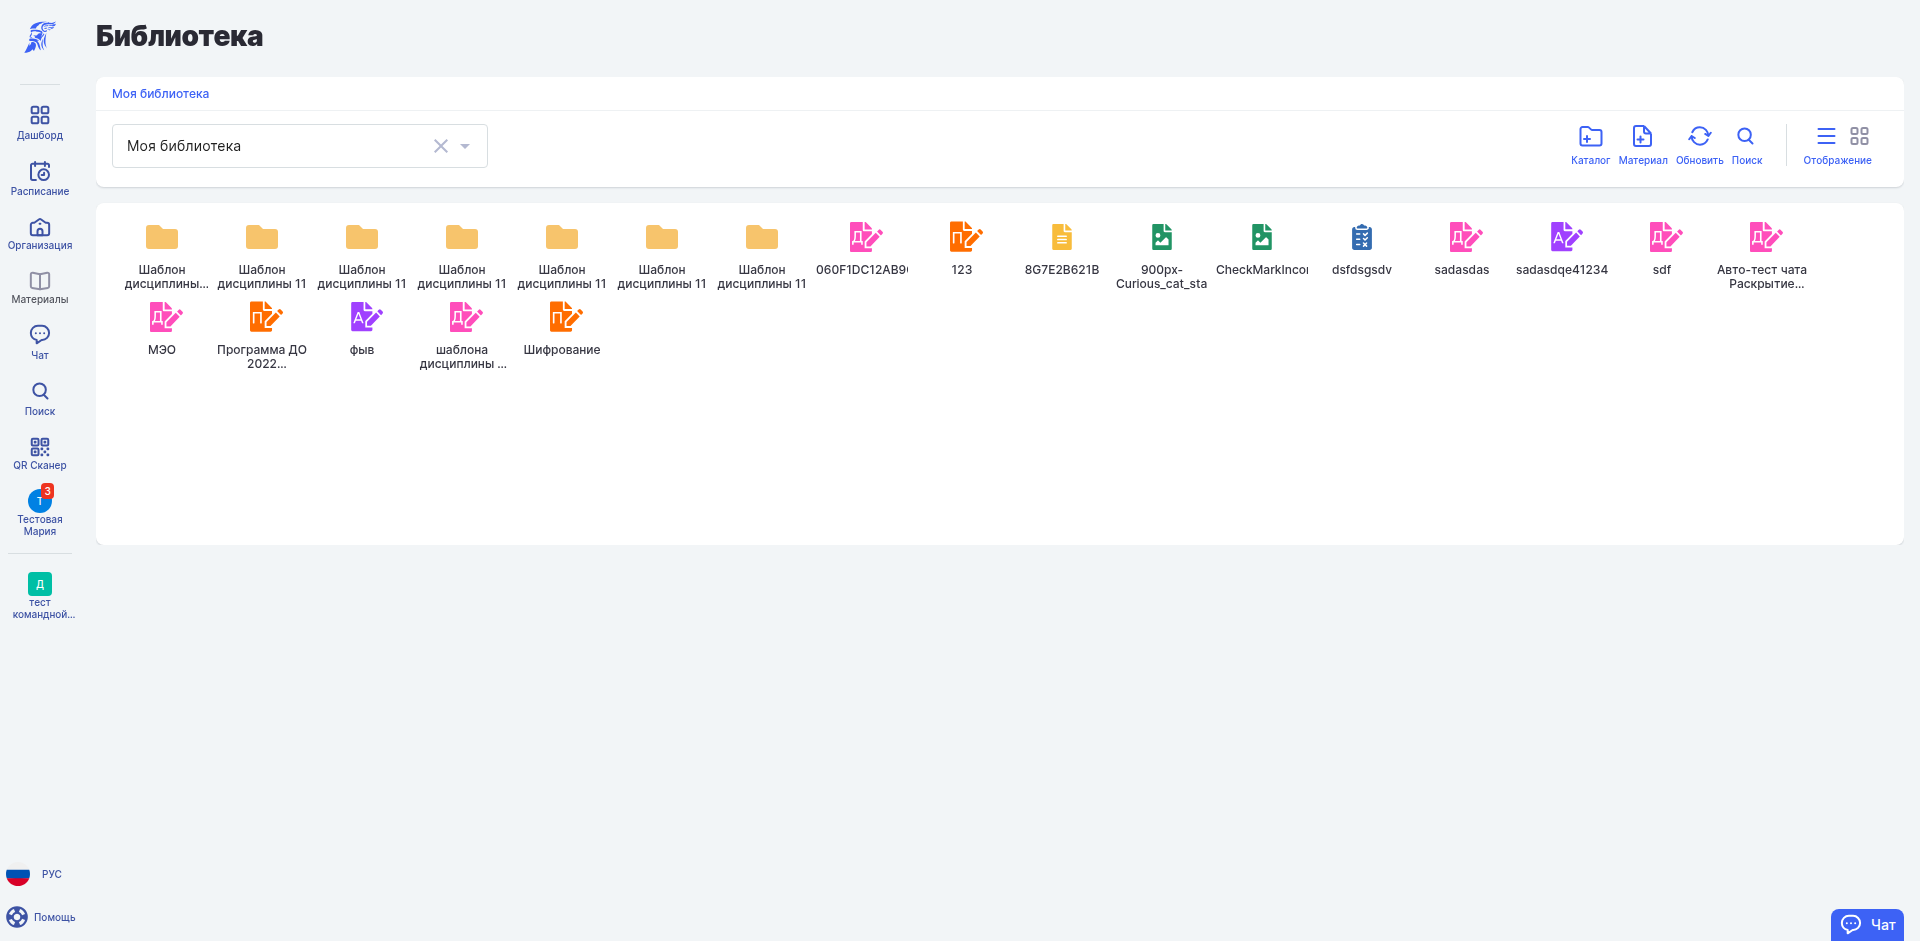 Библиотека
Моя библиотека
Моя библиотека
Каталог
Материал
Обновить
Поиск
Отображение
Дашборд
Расписание
Организация
Материалы
Чат
Поиск
QR Сканер
Т
3
Тестовая
Мария
Д
тест
командной...
РУС
Помощь
Шаблон
дисциплины...
Шаблон
дисциплины 11
Шаблон
дисциплины 11
Шаблон
дисциплины 11
Шаблон
дисциплины 11
Шаблон
дисциплины 11
Шаблон
дисциплины 11
Д
060F1DC12AB9
П
123
8G7E2B621B
900px-
Curious_cat_sta
CheckMarkIncor
dsfdsgsdv
Д
sadasdas
А
sadasdqe41234
Д
sdf
Д
Авто-тест чата
Раскрытие...
Д
МЭО
П
Программа ДО
2022...
А
фыв
Д
шаблона
дисциплины ...
П
Шифрование
Чат